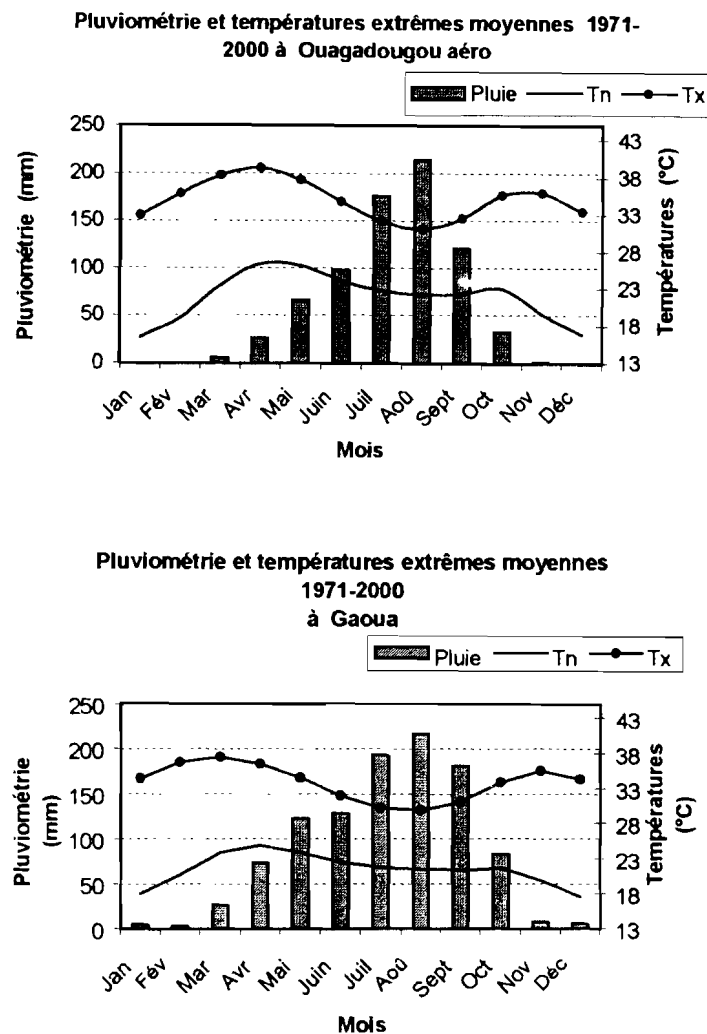 Pluviométrie et températures extrêmes moyennes 1971-
2000 à Ouagadougou aéro
Pluie Tn Tx
250
200
150
100
50
0
Pluviométrie (mm)
43
38
33
28
23
18
13
Températures (°C)
Jan Fév Mar Avr Mai Juin Juil Aoû Sept Oct Nov Déc
Mois
Pluviométrie et températures extrêmes moyennes
1971-2000
à Gaoua
Pluie Tn Tx
250
200
150
100
50
0
Pluviométrie
(mm)
43
38
33
28
23
18
13
Températures
(°C)
Jan Fév Mar Avr Mai Juin Juil Aoû Sept Oct Nov Déc
Mois